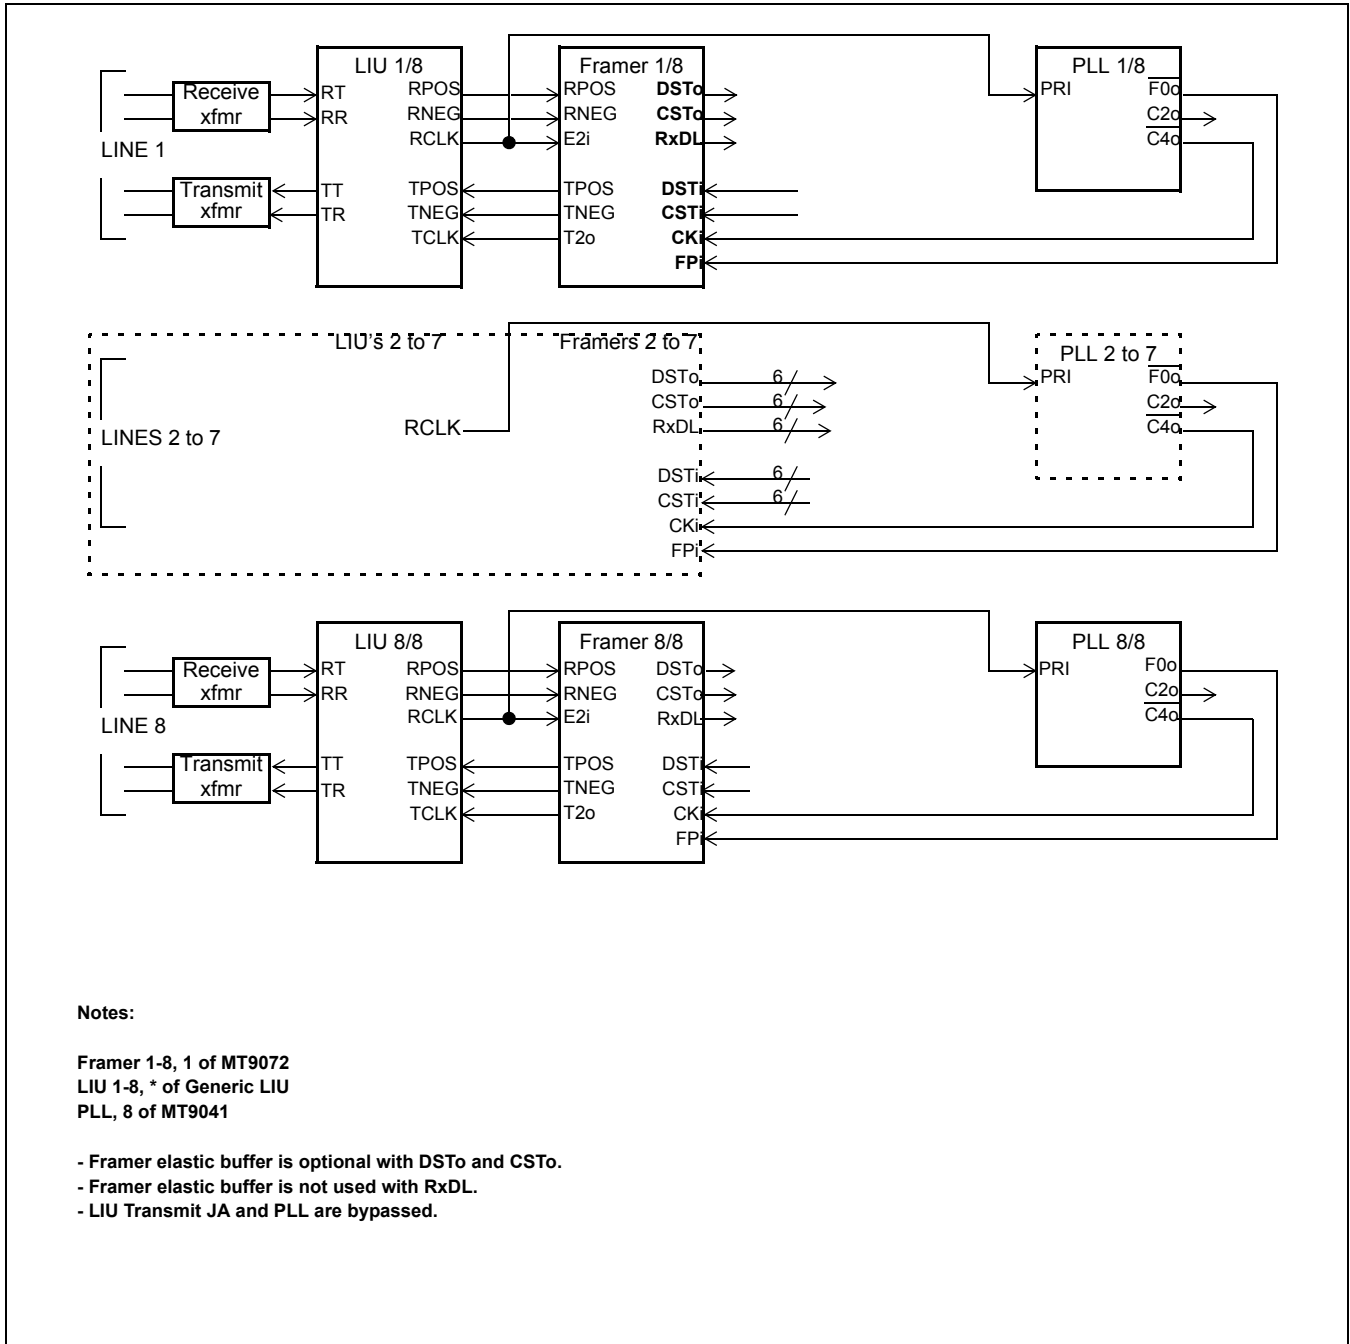 LIU 1/8
Framer 1/8
PLL 1/8
Receive
xfmr
RT
RR
RPOS
RNEG
RCLK
RPOS
RNEG
E2i
DSTo
CSTo
RxDL
PRI
F0o
C2o
C4o
LINE 1
Transmit
xfmr
TT
TR
TPOS
TNEG
TCLK
TPOS
TNEG
T2o
DSTi
CSTi
CKi
FPi
LIU's 2 to 7
Framers 2 to 7
PLL 2 to 7
LINES 2 to 7
RCLK
DSTo
6
CSTo
6
RxDL
6
DSTi
6
CSTi
6
CKi
FPi
PRI
F0o
C2o
C4o
LIU 8/8
Framer 8/8
PLL 8/8
Receive
xfmr
RT
RR
RPOS
RNEG
RCLK
RPOS
RNEG
E2i
DSTo
CSTo
RxDL
PRI
F0o
C2o
C4o
LINE 8
Transmit
xfmr
TT
TR
TPOS
TNEG
TCLK
TPOS
TNEG
T2o
DSTi
CSTi
CKi
FPi
Notes:
Framer 1-8, 1 of MT9072
LIU 1-8, * of Generic LIU
PLL, 8 of MT9041
- Framer elastic buffer is optional with DSTo and CSTo.
- Framer elastic buffer is not used with RxDL.
- LIU Transmit JA and PLL are bypassed.